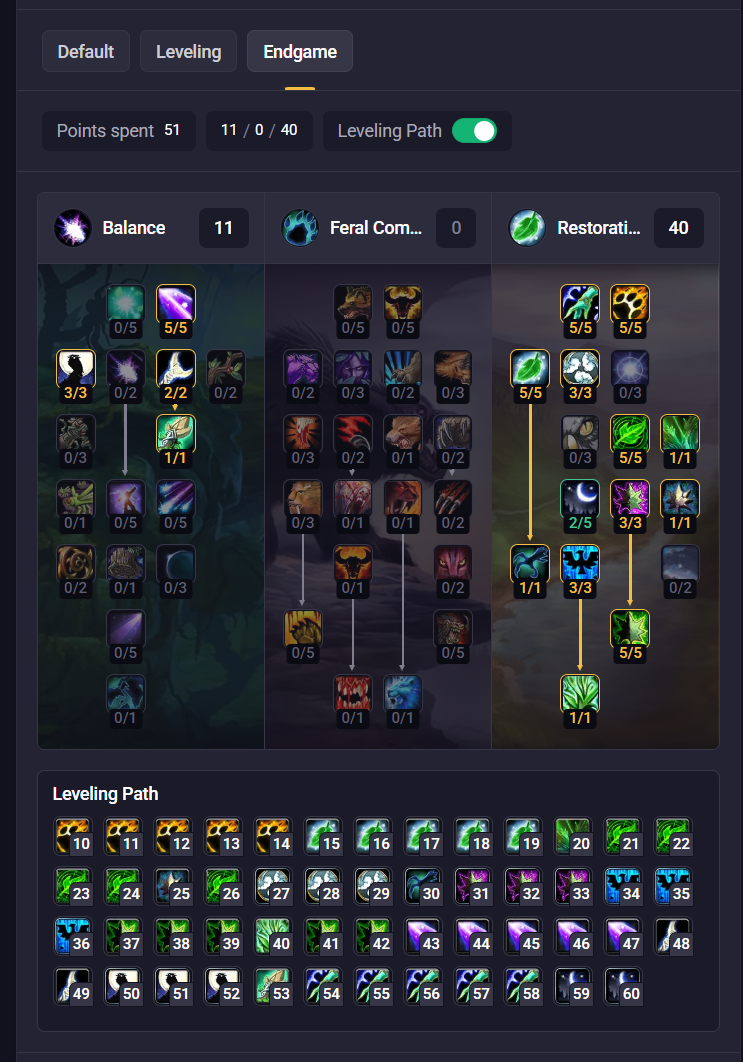 Default Leveling Endgame
Points spent 51 11 / 0 / 40 Leveling Path
Balance 11 Feral Com... 0 Restorati... 40
0/5 5/5 0/5 0/5 5/5 5/5
3/3 0/2 2/2 0/2 0/2 0/3 0/2 0/3 5/5 3/3 0/3
0/3 1/1 0/3 0/2 0/1 0/2 0/3 5/5 1/1
0/1 0/5 0/5 0/3 0/1 0/1 0/2 2/5 3/3 1/1
0/2 0/1 0/3 0/1 0/2 1/1 3/3 0/2
0/5 0/5 0/5 5/5
0/1 0/1 0/1 1/1
Leveling Path
10 11 12 13 14 15 16 17 18 19 20 21 22
23 24 25 26 27 28 29 30 31 32 33 34 35
36 37 38 39 40 41 42 43 44 45 46 47 48
49 50 51 52 53 54 55 56 57 58 59 60